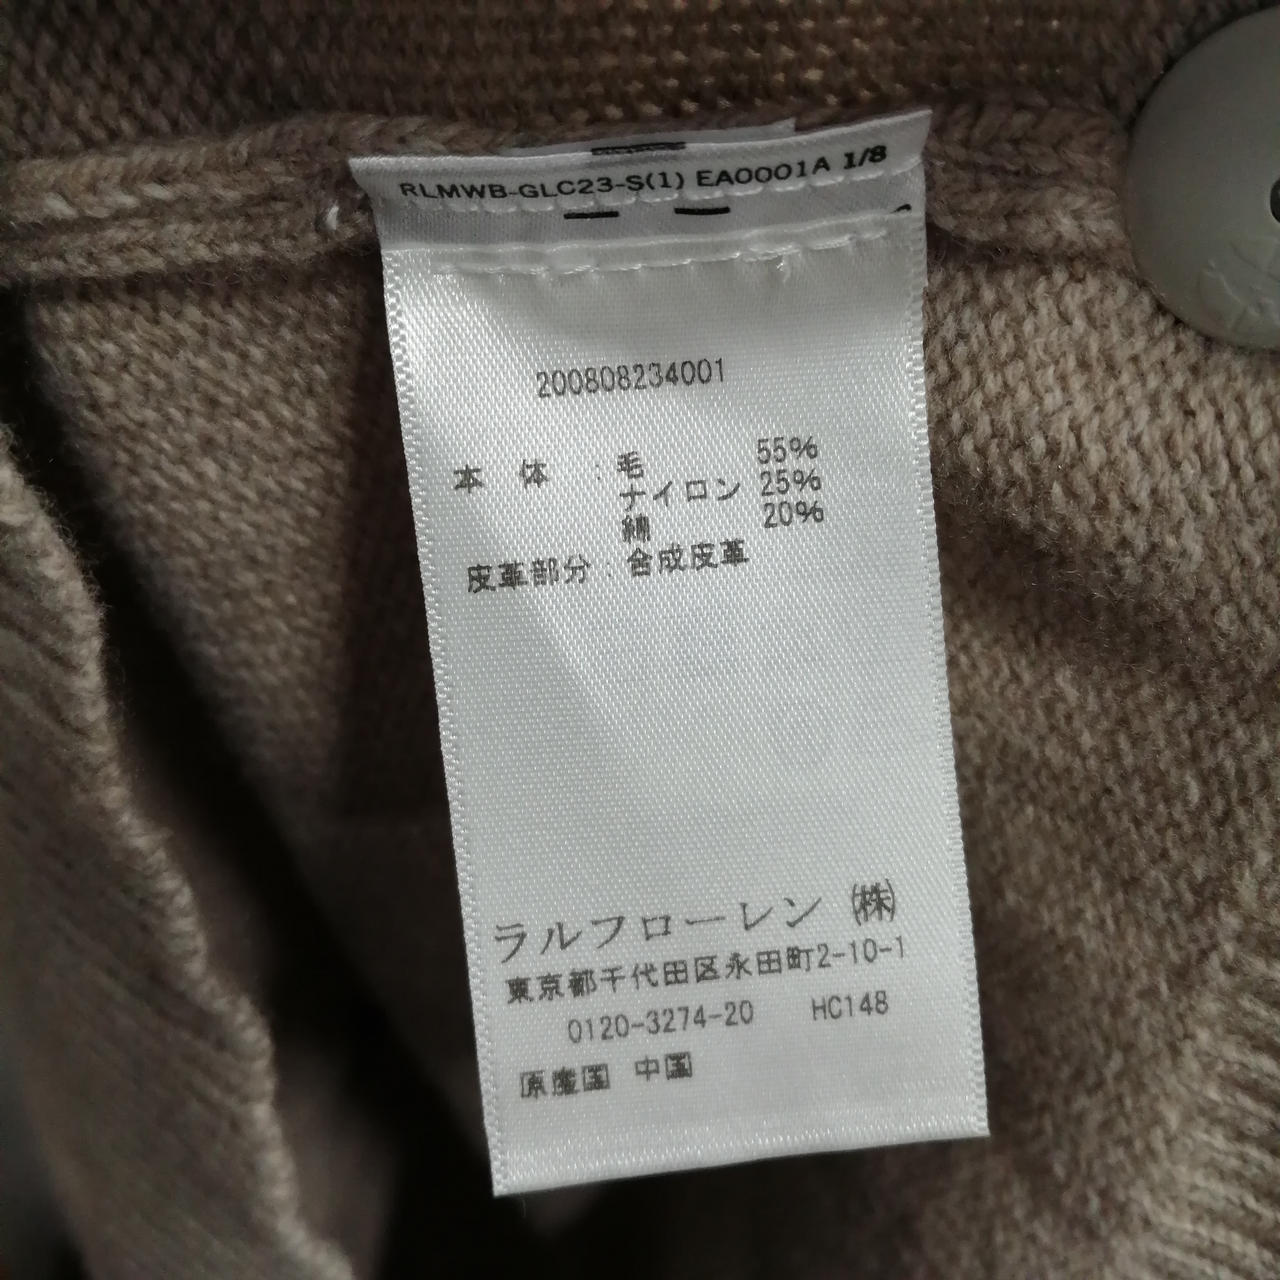 RLMWB-GLC23-S(1) EA0001A 1/8
200808234001
本 体 : 毛 55%
ナイロン 25%
綿 20%
皮革部分 : 合成皮革
ラルフローレン ㈱
東京都千代田区永田町2-10-1
0120-3274-20 HC148
原産国 中国